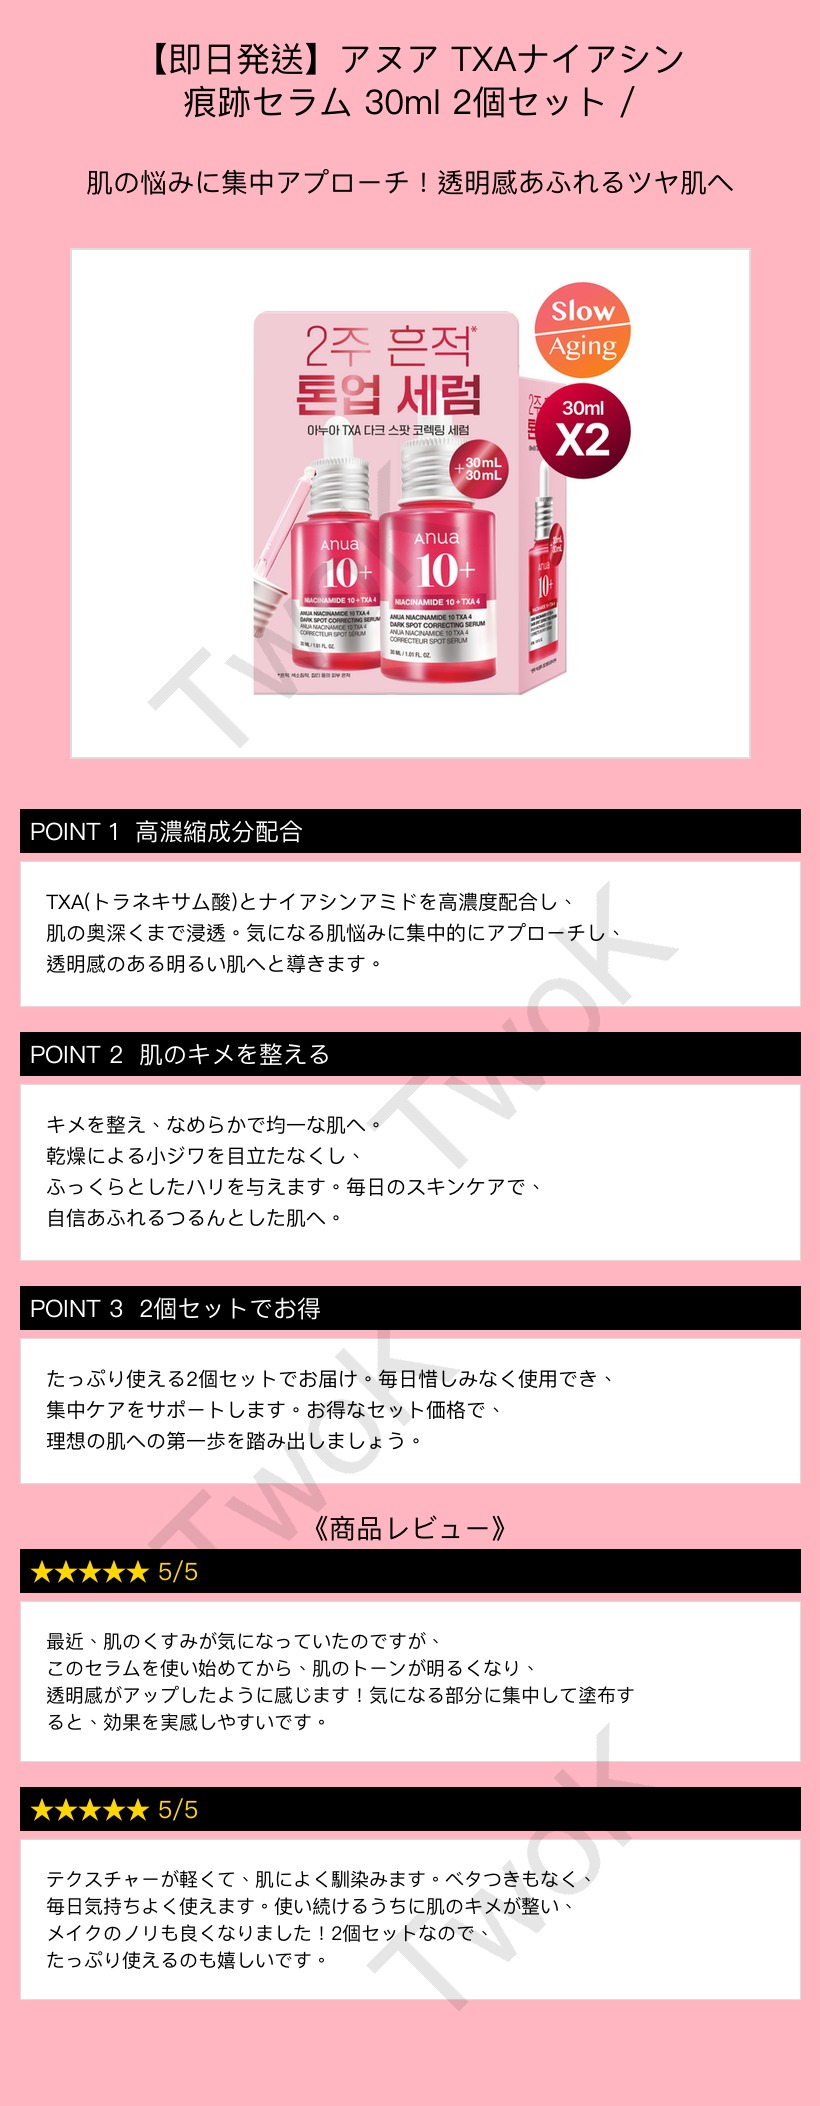 【即日発送】アヌア TXAナイアシン
痕跡セラム 30ml 2個セット /
肌の悩みに集中アプローチ！透明感あふれるツヤ肌へ
Slow
Aging
30ml
X2
2주 흔적*
톤업 세럼
아누아 TXA 다크 스팟 코렉팅 세럼
+30mL
30mL
Anua
10+
NIACINAMIDE 10+TXA 4
ANUA NIACINAMIDE 10 TXA 4
DARK SPOT CORRECTING SERUM
ANUA NIACINAMIDE 10 TXA 4
CORRECTEUR SPOT SÉRUM
30 ML / 1.01 FL. OZ.
Anua
10+
NIACINAMIDE 10+TXA 4
ANUA NIACINAMIDE 10 TXA 4
DARK SPOT CORRECTING SERUM
ANUA NIACINAMIDE 10 TXA 4
CORRECTEUR SPOT SÉRUM
30 ML / 1.01 FL. OZ.
*흔적: 색소침착, 잡티 등의 피부 흔적
TwoK
POINT 1 高濃縮成分配合
TXA(トラネキサム酸)とナイアシンアミドを高濃度配合し、
肌の奥深くまで浸透。気になる肌悩みに集中的にアプローチし、
透明感のある明るい肌へと導きます。
TwoK
POINT 2 肌のキメを整える
キメを整え、なめらかで均一な肌へ。
乾燥による小ジワを目立たなくし、
ふっくらとしたハリを与えます。毎日のスキンケアで、
自信あふれるつるんとした肌へ。
POINT 3 2個セットでお得
たっぷり使える2個セットでお届け。毎日惜しみなく使用でき、
集中ケアをサポートします。お得なセット価格で、
理想の肌への第一歩を踏み出しましょう。
TwoK
《商品レビュー》
★★★★★ 5/5
最近、肌のくすみが気になっていたのですが、
このセラムを使い始めてから、肌のトーンが明るくなり、
透明感がアップしたように感じます！気になる部分に集中して塗布す
ると、効果を実感しやすいです。
★★★★★ 5/5
テクスチャーが軽くて、肌によく馴染みます。ベタつきもなく、
毎日気持ちよく使えます。使い続けるうちに肌のキメが整い、
メイクのノリも良くなりました！2個セットなので、
たっぷり使えるのも嬉しいです。
TwoK